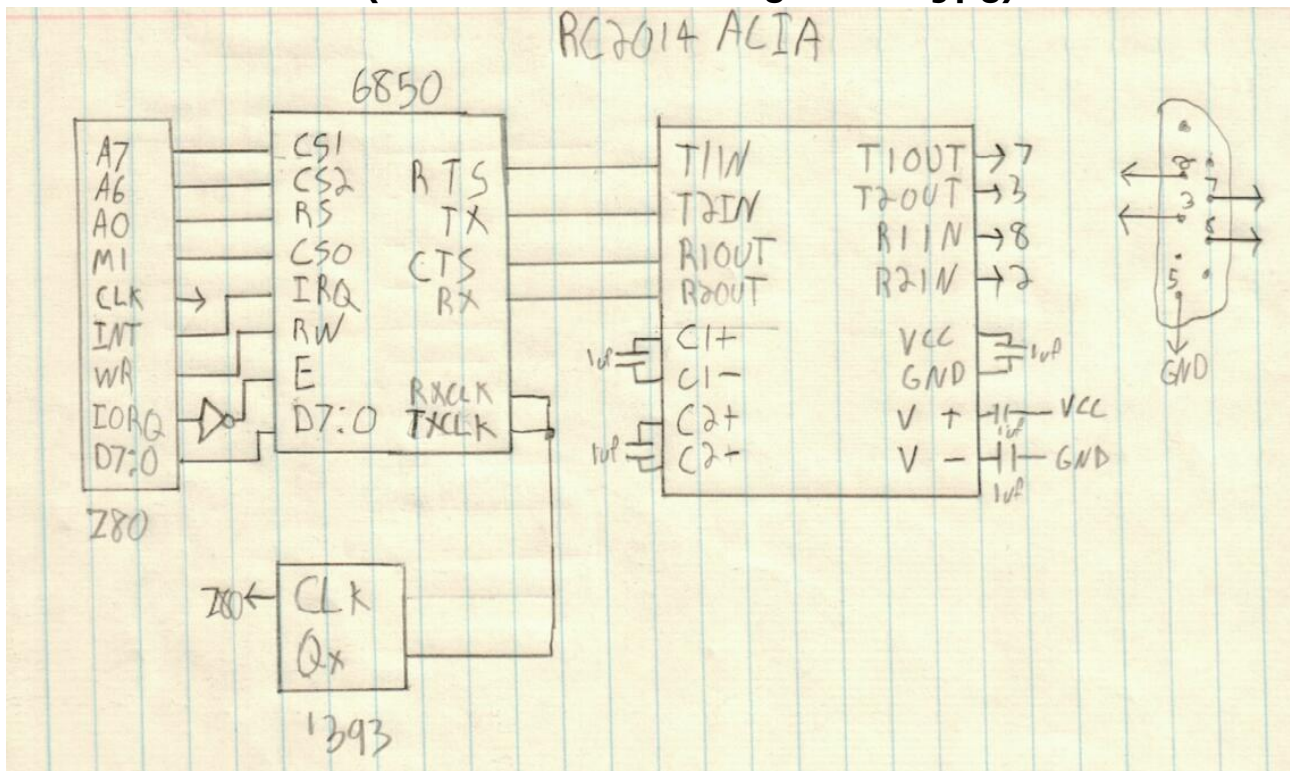 RC2014 ACIA
6850
A7
A6
A0
M1
CLK
INT
WR
IORQ
D7:0
Z80
CS1
CS2
RS
CS0
IRQ
RW
E
D7:0
RTS
TX
CTS
RX
RXCLK
TXCLK
T1IN
T2IN
R1OUT
R2OUT
C1+
C1-
C2+
C2+
1uf
1uf
T1OUT 7
T2OUT 3
R1IN 8
R2IN 2
VCC
GND
1uf
V + VCC
1uf
V - GND
1uf
2
7
3
8
5
GND
Z80 CLK
Qx
'393